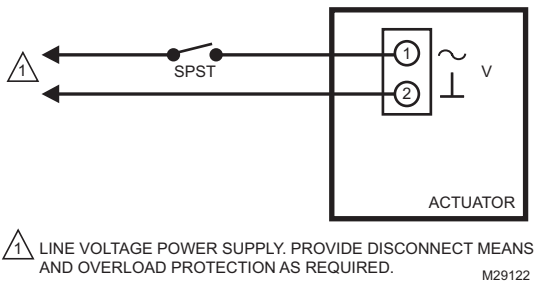 1
SPST
1
V
2
ACTUATOR
1 LINE VOLTAGE POWER SUPPLY. PROVIDE DISCONNECT MEANS
AND OVERLOAD PROTECTION AS REQUIRED.
M29122